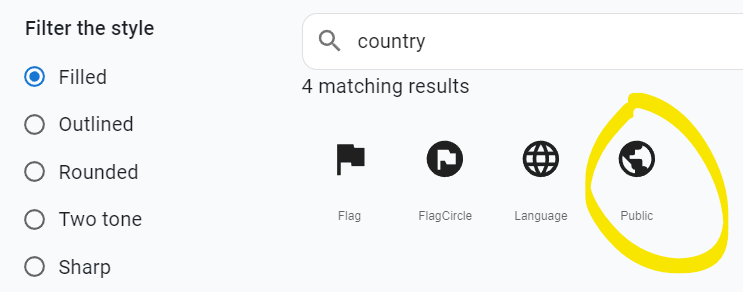 Filter the style
Filled
Outlined
Rounded
Two tone
Sharp
country
4 matching results
Flag
FlagCircle
Language
Public